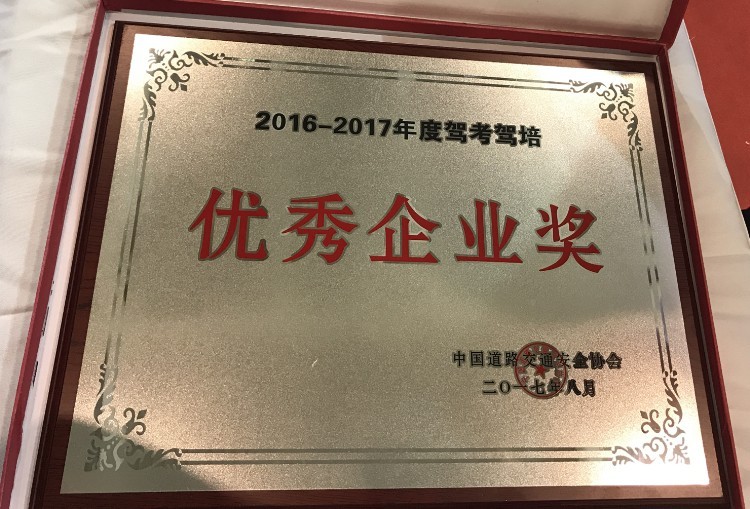 2016-2017年度驾考驾培
优秀企业奖
中国道路交通安全协会
二〇一七年八月